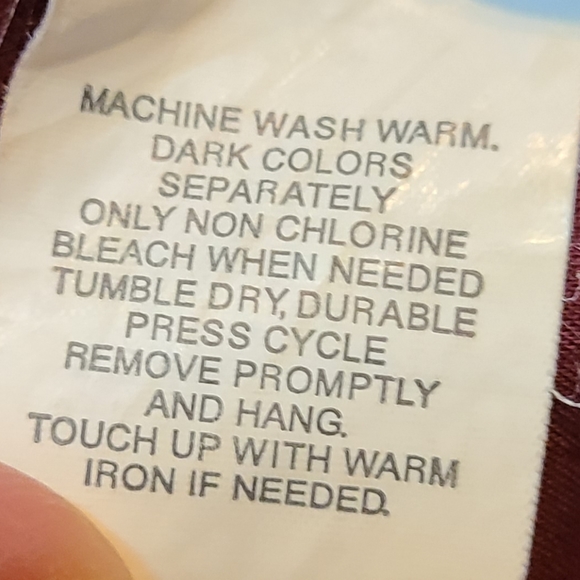 MACHINE WASH WARM.
DARK COLORS
SEPARATELY
ONLY NON CHLORINE
BLEACH WHEN NEEDED
TUMBLE DRY, DURABLE
PRESS CYCLE
REMOVE PROMPTLY
AND HANG.
TOUCH UP WITH WARM
IRON IF NEEDED.